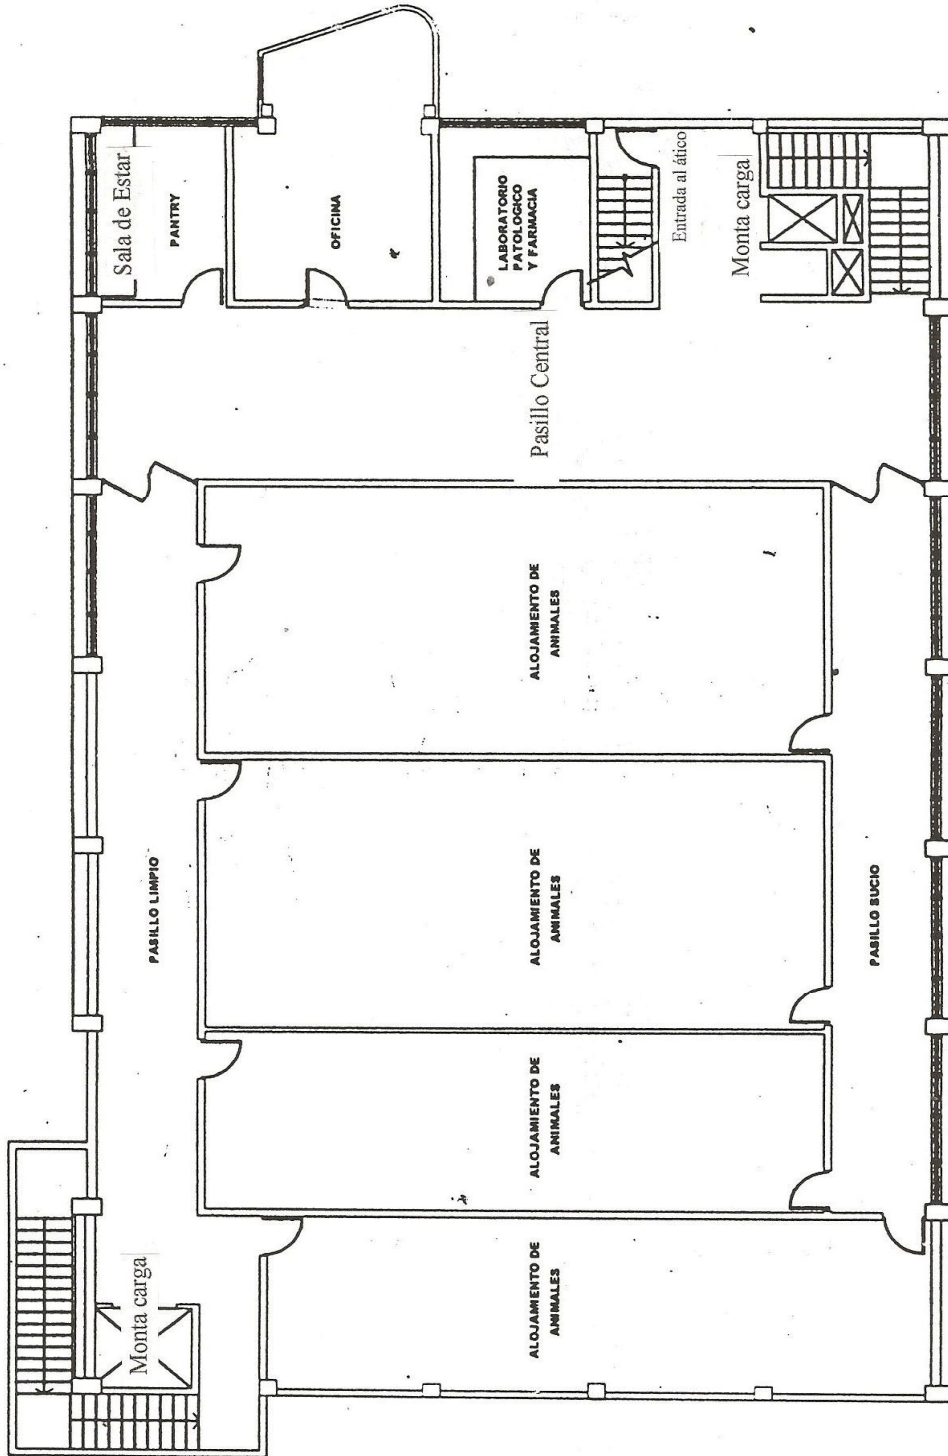 Sala de Estar
PANTRY
OFICINA
LABORATORIO
PATOLOGICO
Y FARMACIA
Entrada al ático
Monta carga
Pasillo Central
ALOJAMIENTO DE
ANIMALES
ALOJAMIENTO DE
ANIMALES
ALOJAMIENTO DE
ANIMALES
ALOJAMIENTO DE
ANIMALES
PASILLO LIMPIO
PASILLO SUCIO
Monta carga